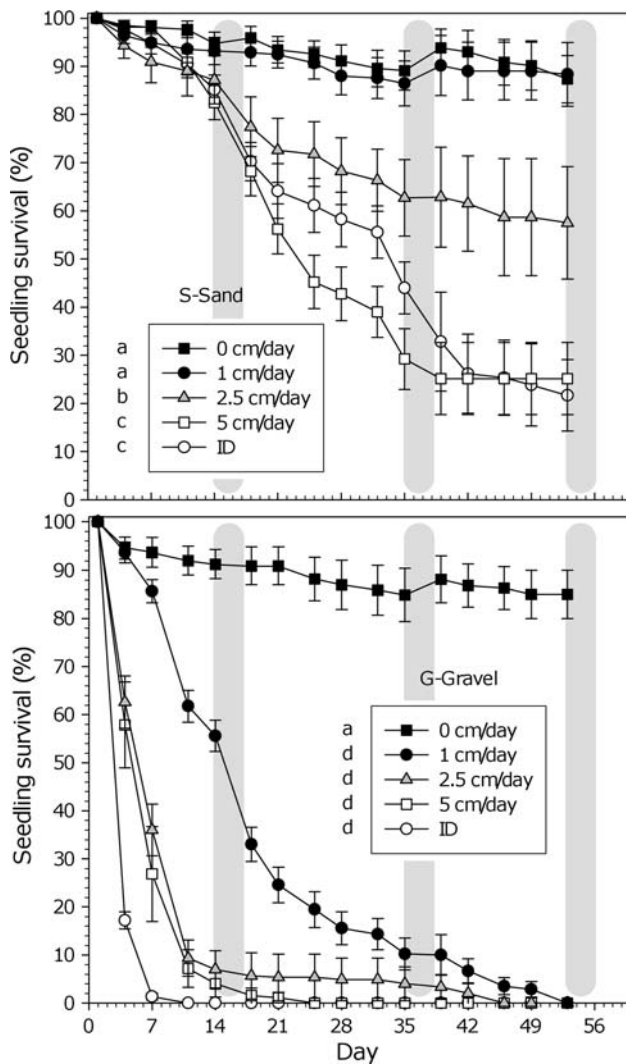 100
90
80
70
60
50
40
30
20
10
0
Seedling survival (%)
S-Sand
a 0 cm/day
a 1 cm/day
b 2.5 cm/day
c 5 cm/day
c ID
100
90
80
70
60
50
40
30
20
10
0
Seedling survival (%)
G-Gravel
a 0 cm/day
d 1 cm/day
d 2.5 cm/day
d 5 cm/day
d ID
0 7 14 21 28 35 42 49 56
Day